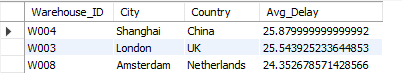 Warehouse_ID City Country Avg_Delay
W004 Shanghai China 25.879999999999992
W003 London UK 25.543925233644853
W008 Amsterdam Netherlands 24.352678571428566